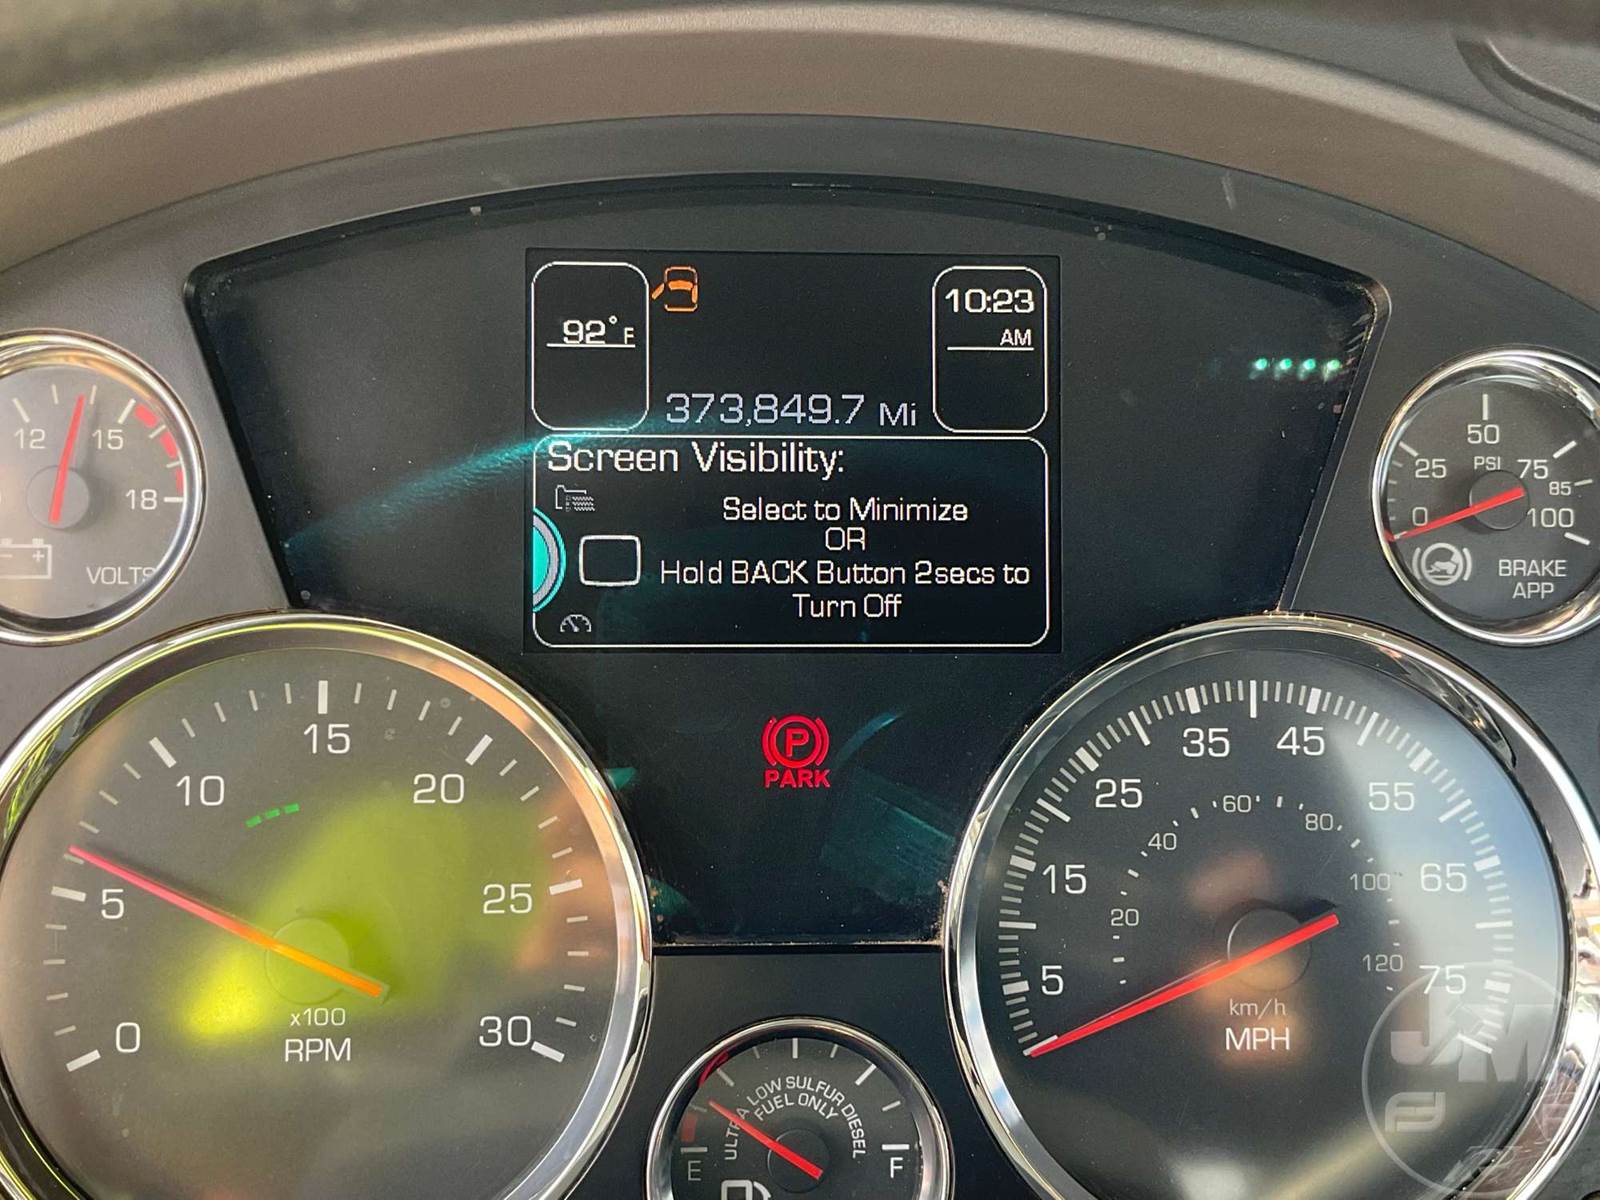 92°F
10:23
AM
373,849.7 Mi
Screen Visibility:
Select to Minimize
OR
Hold BACK Button 2secs to
Turn Off
12
15
18
VOLTS
0
25
50
75
85
100
PSI
BRAKE
APP
P
PARK
0
5
10
15
20
25
30
x100
RPM
5
15
25
35
45
55
65
75
20
40
60
80
100
120
km/h
MPH
ULTRA LOW SULFUR DIESEL
FUEL ONLY
E
F
JM